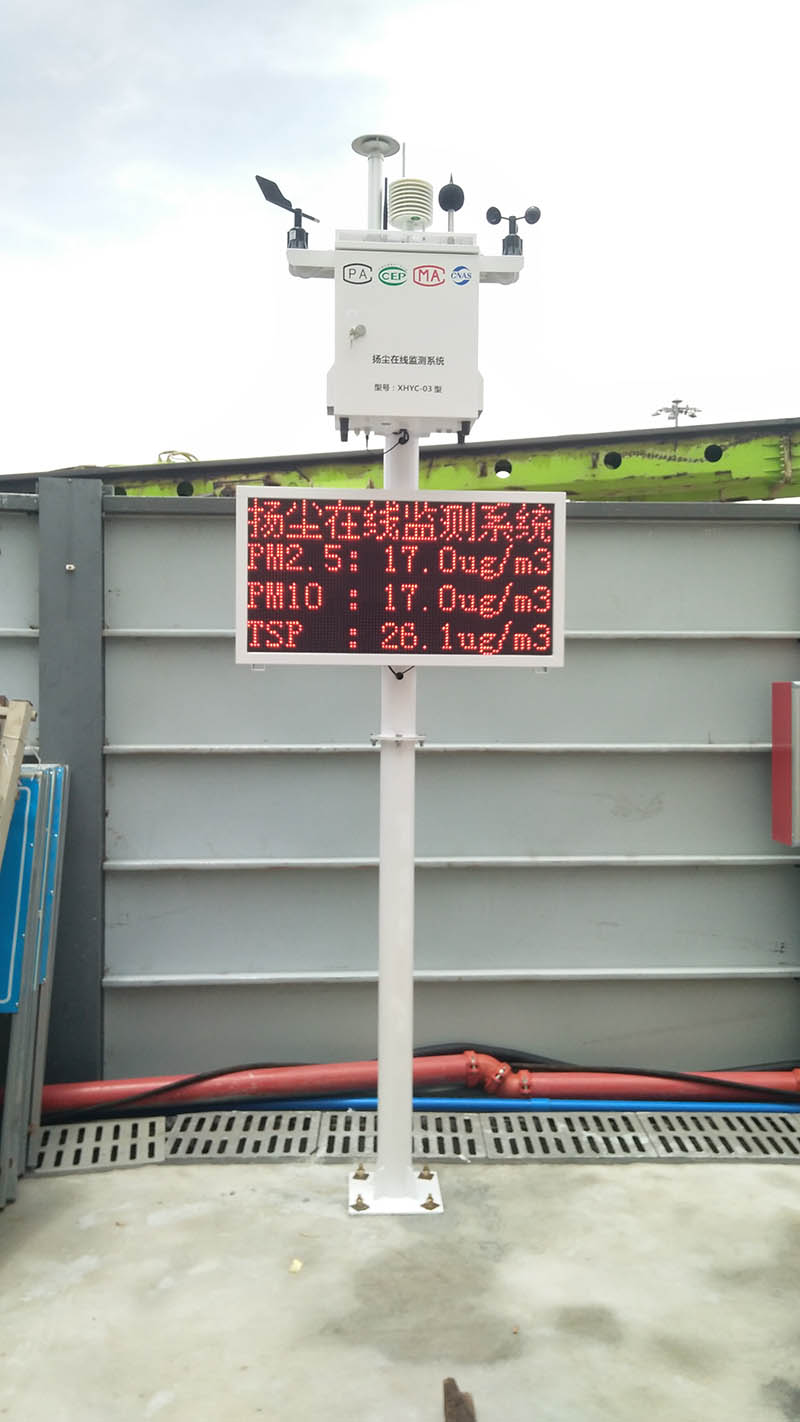 PA CEP MA CNAS
扬尘在线监测系统
型号：XHYC-03 型
扬尘在线监测系统
PM2.5: 17.0ug/m3
PM10 : 17.0ug/m3
TSP : 26.1ug/m3